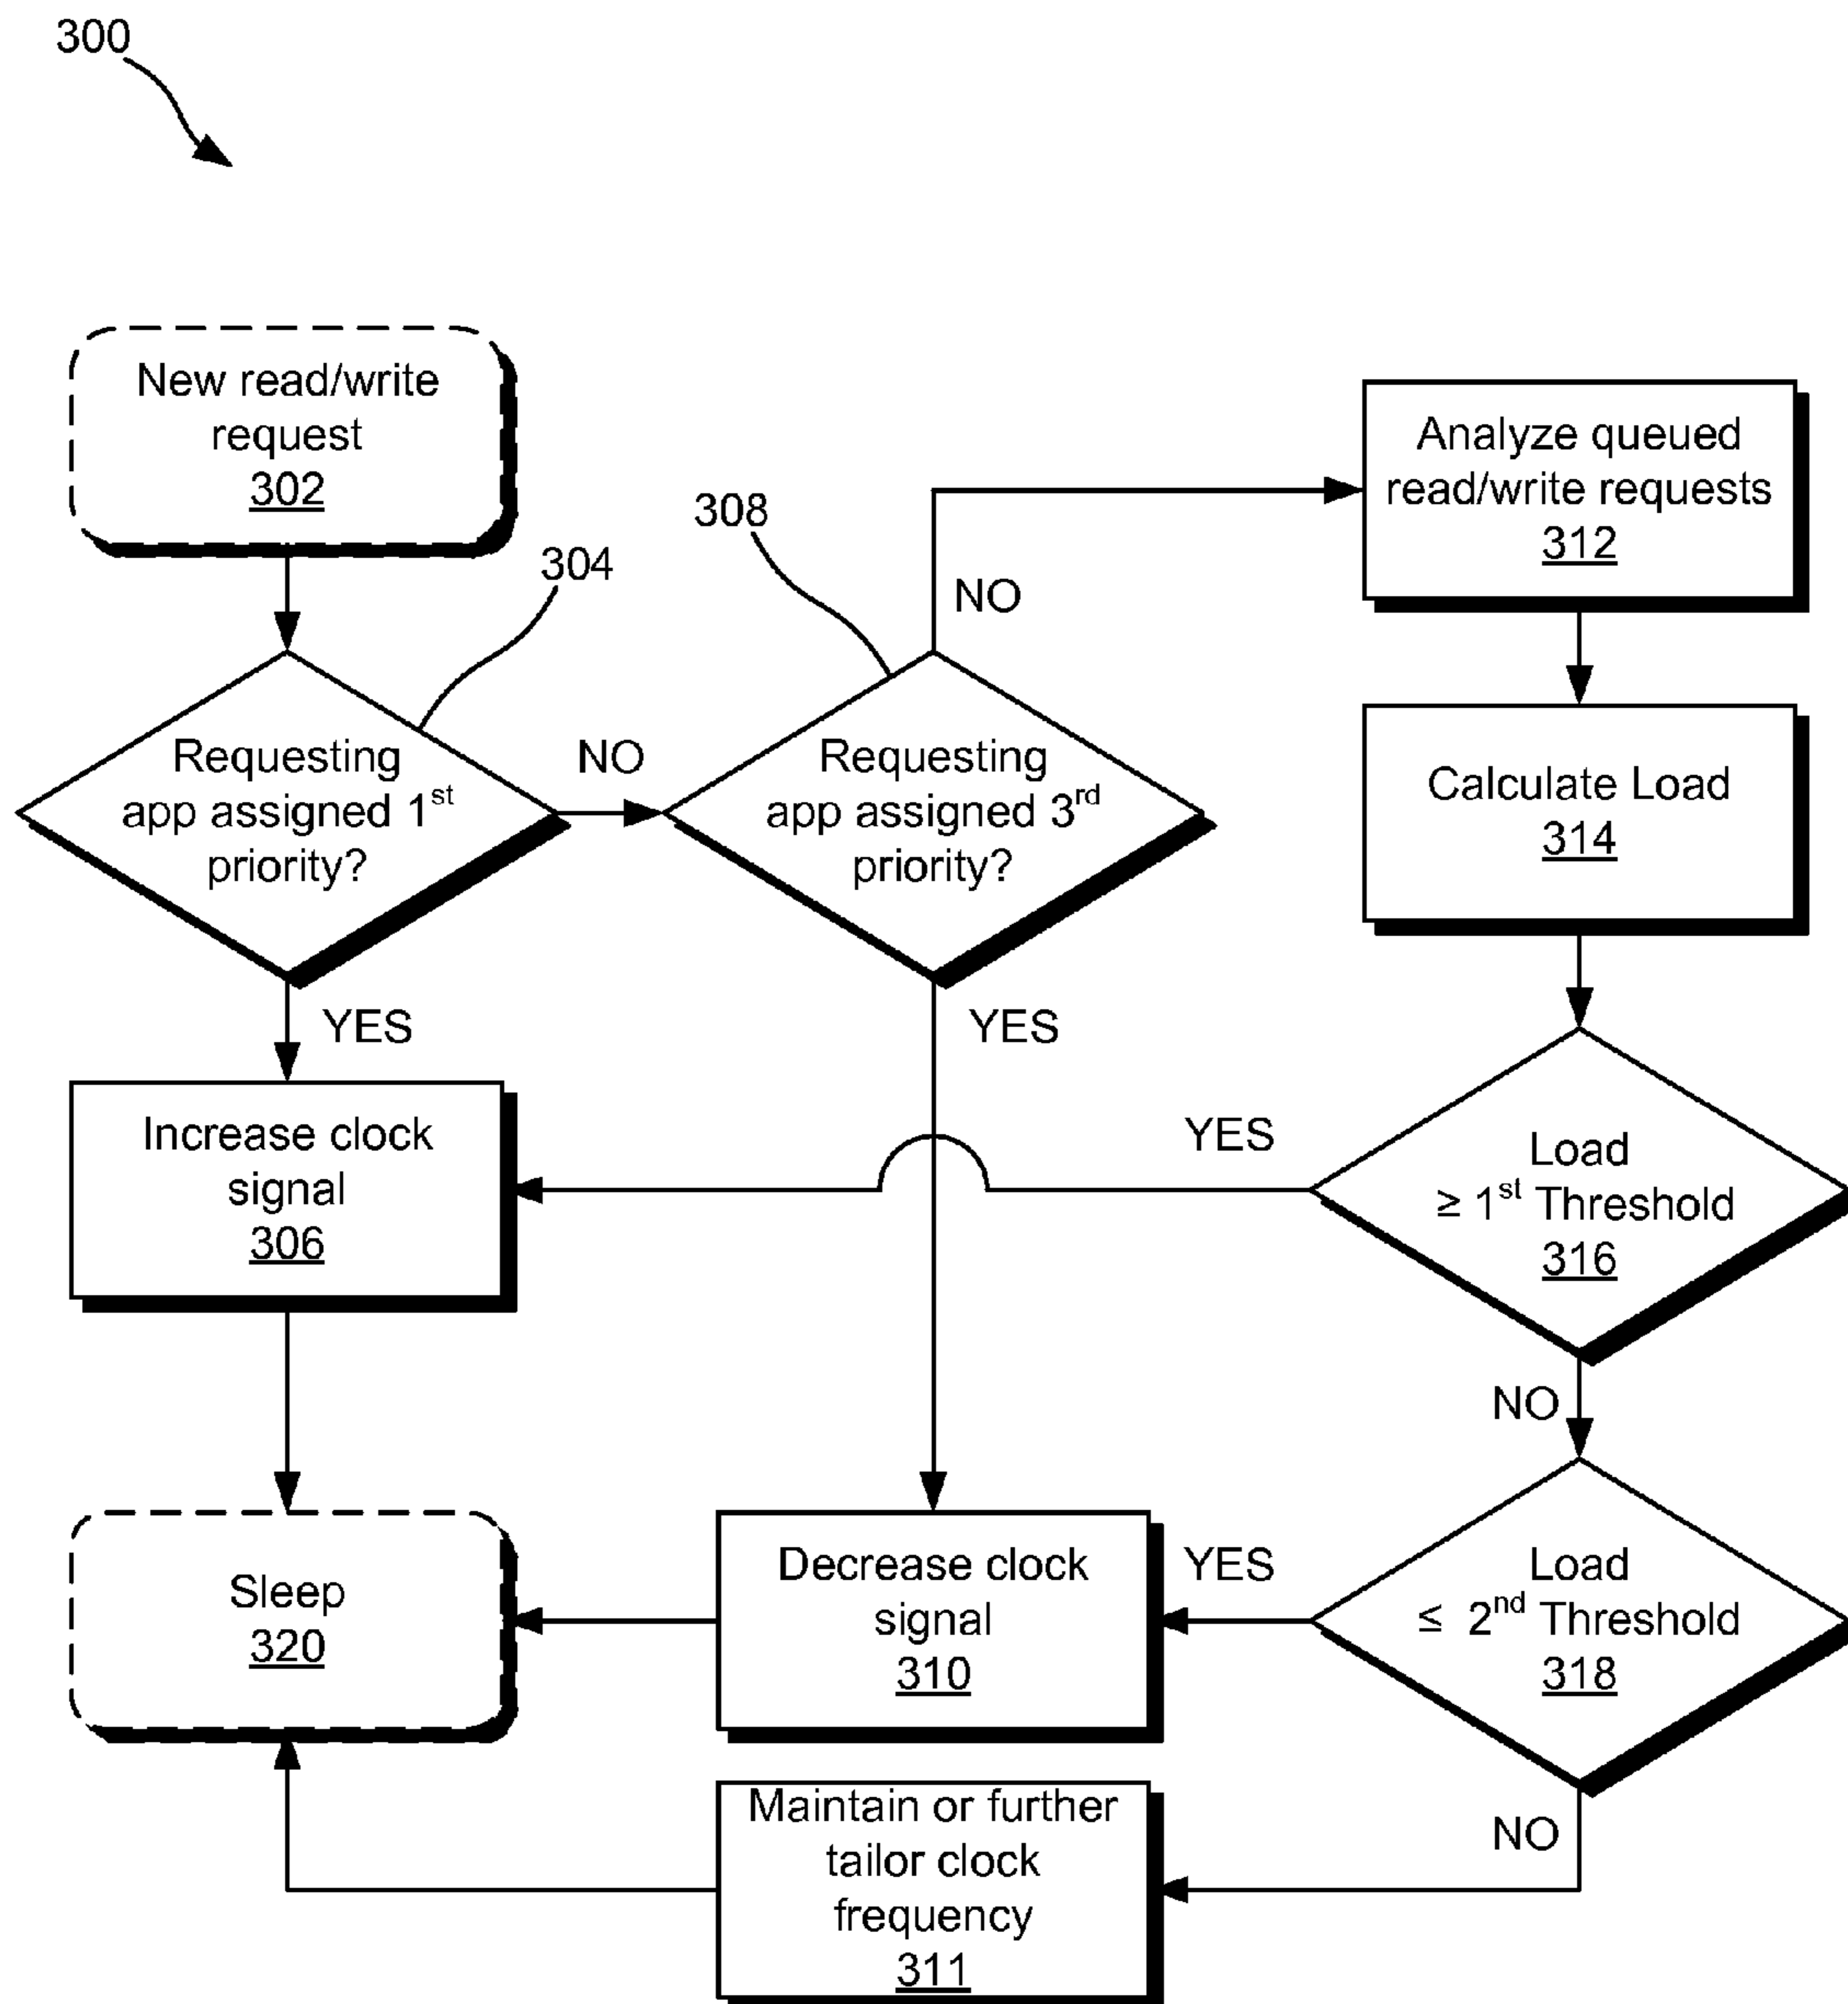 300
New read/write
request
302
304
Requesting
app assigned 1st
priority?
NO
YES
308
Requesting
app assigned 3rd
priority?
NO
YES
Analyze queued
read/write requests
312
Calculate Load
314
Load
≥ 1st Threshold
316
YES
NO
Increase clock
signal
306
Load
≤ 2nd Threshold
318
YES
NO
Decrease clock
signal
310
Sleep
320
Maintain or further
tailor clock
frequency
311